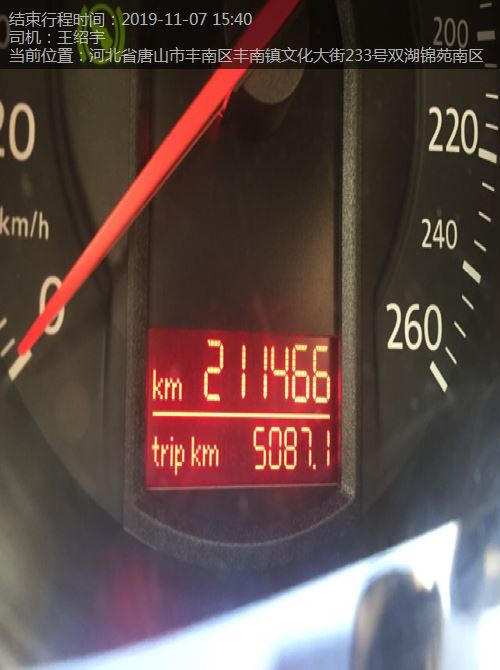 结束行程时间：2019-11-07 15:40
司机：王绍宇
当前位置：河北省唐山市丰南区丰南镇文化大街233号双湖锦苑南区
200
20
220
km/h
240
0
260
km 211466
trip km 5087.1